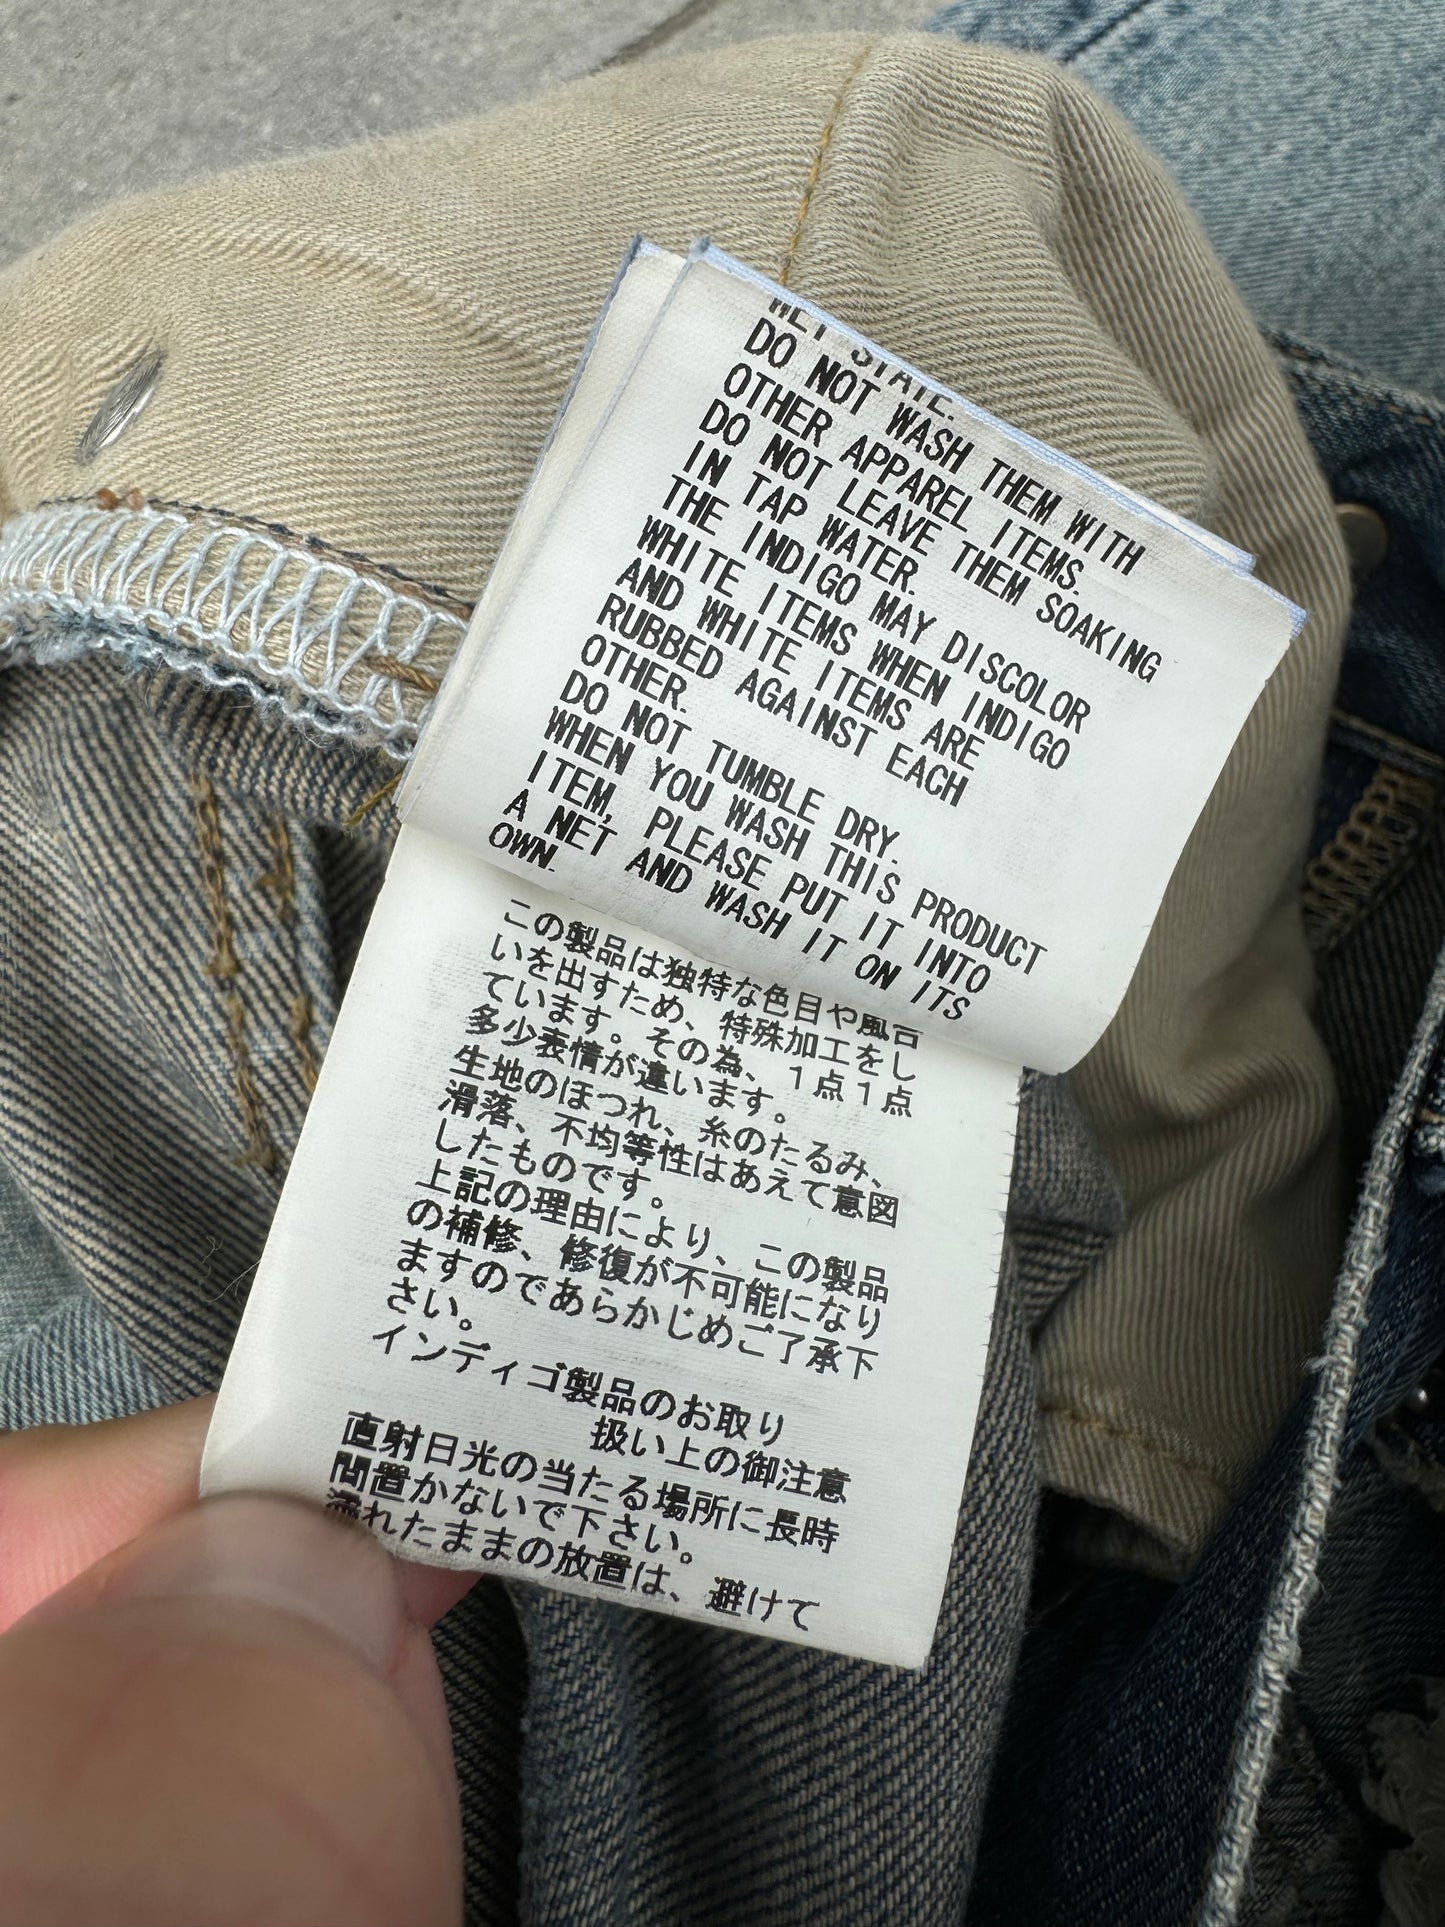 WET STATE.
DO NOT WASH THEM WITH
OTHER APPAREL ITEMS.
DO NOT LEAVE THEM SOAKING
IN TAP WATER.
THE INDIGO MAY DISCOLOR
WHITE ITEMS WHEN INDIGO
AND WHITE ITEMS ARE
RUBBED AGAINST EACH
OTHER.
DO NOT TUMBLE DRY.
WHEN YOU WASH THIS PRODUCT
ITEM, PLEASE PUT IT INTO
A NET AND WASH IT ON ITS
OWN.
この製品は独特な色目や風合
いを出すため、特殊加工をし
ています。その為、1点1点
多少表情が違います。
生地のほつれ、糸のたるみ、
滑落、不均等性はあえて意図
したものです。
上記の理由により、この製品
の補修、修復が不可能になり
ますのであらかじめご了承下
さい。
インディゴ製品のお取り
扱い上の御注意
直射日光の当たる場所に長時
間置かないで下さい。
濡れたままの放置は、避けて